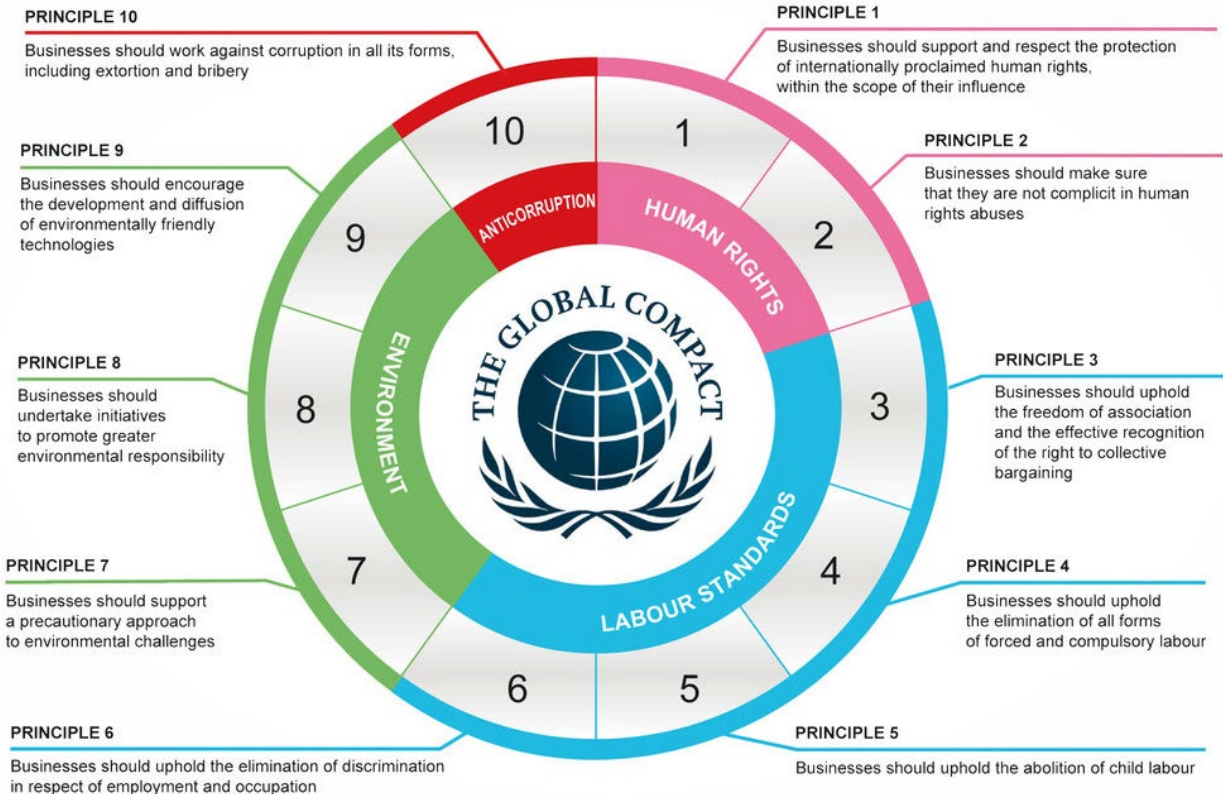 PRINCIPLE 10
Businesses should work against corruption in all its forms,
including extortion and bribery
PRINCIPLE 1
Businesses should support and respect the protection
of internationally proclaimed human rights,
within the scope of their influence
PRINCIPLE 9
Businesses should encourage
the development and diffusion
of environmentally friendly
technologies
PRINCIPLE 2
Businesses should make sure
that they are not complicit in human
rights abuses
PRINCIPLE 8
Businesses should
undertake initiatives
to promote greater
environmental responsibility
PRINCIPLE 3
Businesses should uphold
the freedom of association
and the effective recognition
of the right to collective
bargaining
PRINCIPLE 7
Businesses should support
a precautionary approach
to environmental challenges
PRINCIPLE 4
Businesses should uphold
the elimination of all forms
of forced and compulsory labour
PRINCIPLE 6
Businesses should uphold the elimination of discrimination
in respect of employment and occupation
PRINCIPLE 5
Businesses should uphold the abolition of child labour
10
1
9
2
8
3
7
4
6
5
ANTICORRUPTION
HUMAN RIGHTS
ENVIRONMENT
LABOUR STANDARDS
THE GLOBAL COMPACT